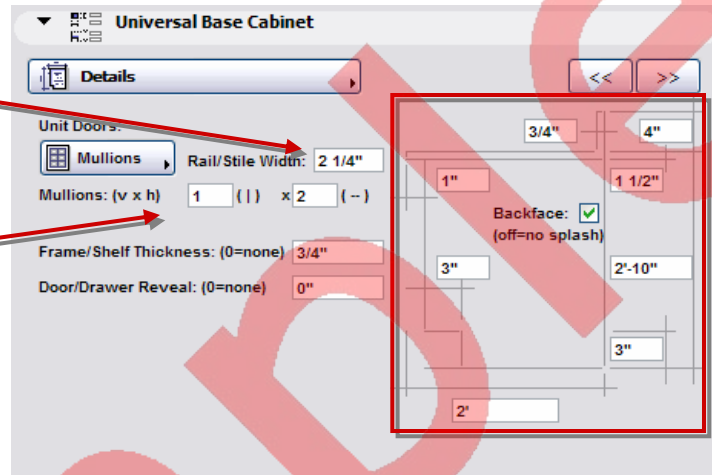 Universal Base Cabinet
Details
<< >>
Unit Doors:
Mullions
Rail/Stile Width: 2 1/4"
Mullions: (v x h) 1 ( | ) x 2 ( -- )
Frame/Shelf Thickness: (0=none) 3/4"
Door/Drawer Reveal: (0=none) 0"
3/4" 4"
1" 1 1/2"
Backface:
(off=no splash)
3" 2'-10"
3"
2'